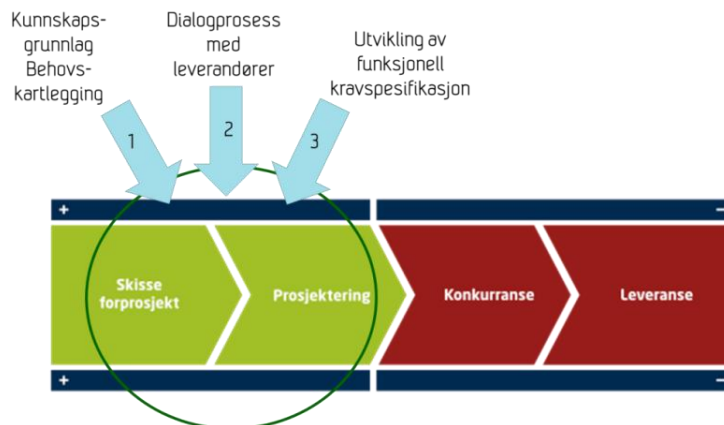 Kunnskaps-
grunnlag
Behovs-
kartlegging
1
Dialogprosess
med
leverandører
2
Utvikling av
funksjonell
kravspesifikasjon
3
+
–
Skisse
forprosjekt
Prosjektering
Konkurranse
Leveranse
+
–